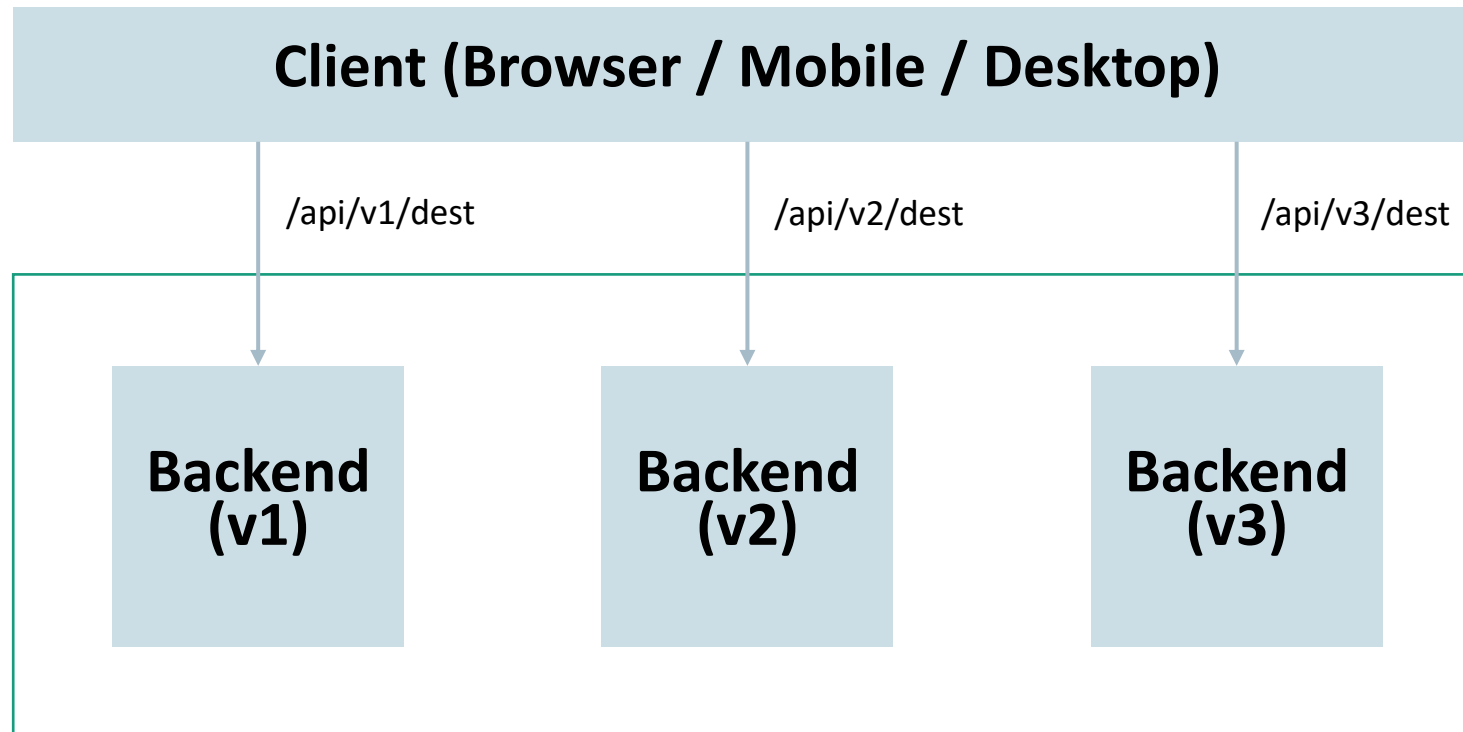 Client (Browser / Mobile / Desktop)
/api/v1/dest
/api/v2/dest
/api/v3/dest
Backend
(v1)
Backend
(v2)
Backend
(v3)